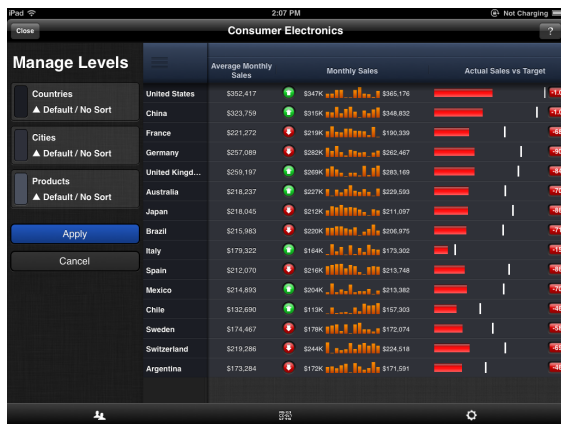 iPad 2:07 PM Not Charging
Close Consumer Electronics ?
Manage Levels
Countries
▲ Default / No Sort
Cities
▲ Default / No Sort
Products
▲ Default / No Sort
Apply
Cancel
Average Monthly Sales Monthly Sales Actual Sales vs Target
United States $352,417 $347K $365,176 -1.0
China $323,759 $315K $348,832 -1.0
France $221,272 $219K $190,339
Germany $257,089 $282K $262,467
United Kingd... $259,197 $269K $283,169
Australia $218,237 $227K $229,593
Japan $218,045 $212K $211,097
Brazil $215,983 $220K $206,975
Italy $179,322 $164K $173,302
Spain $212,070 $216K $213,748
Mexico $214,893 $204K $213,382
Chile $132,690 $113K $157,303
Sweden $174,467 $178K $172,074
Switzerland $219,286 $244K $224,518
Argentina $173,284 $172K $171,591